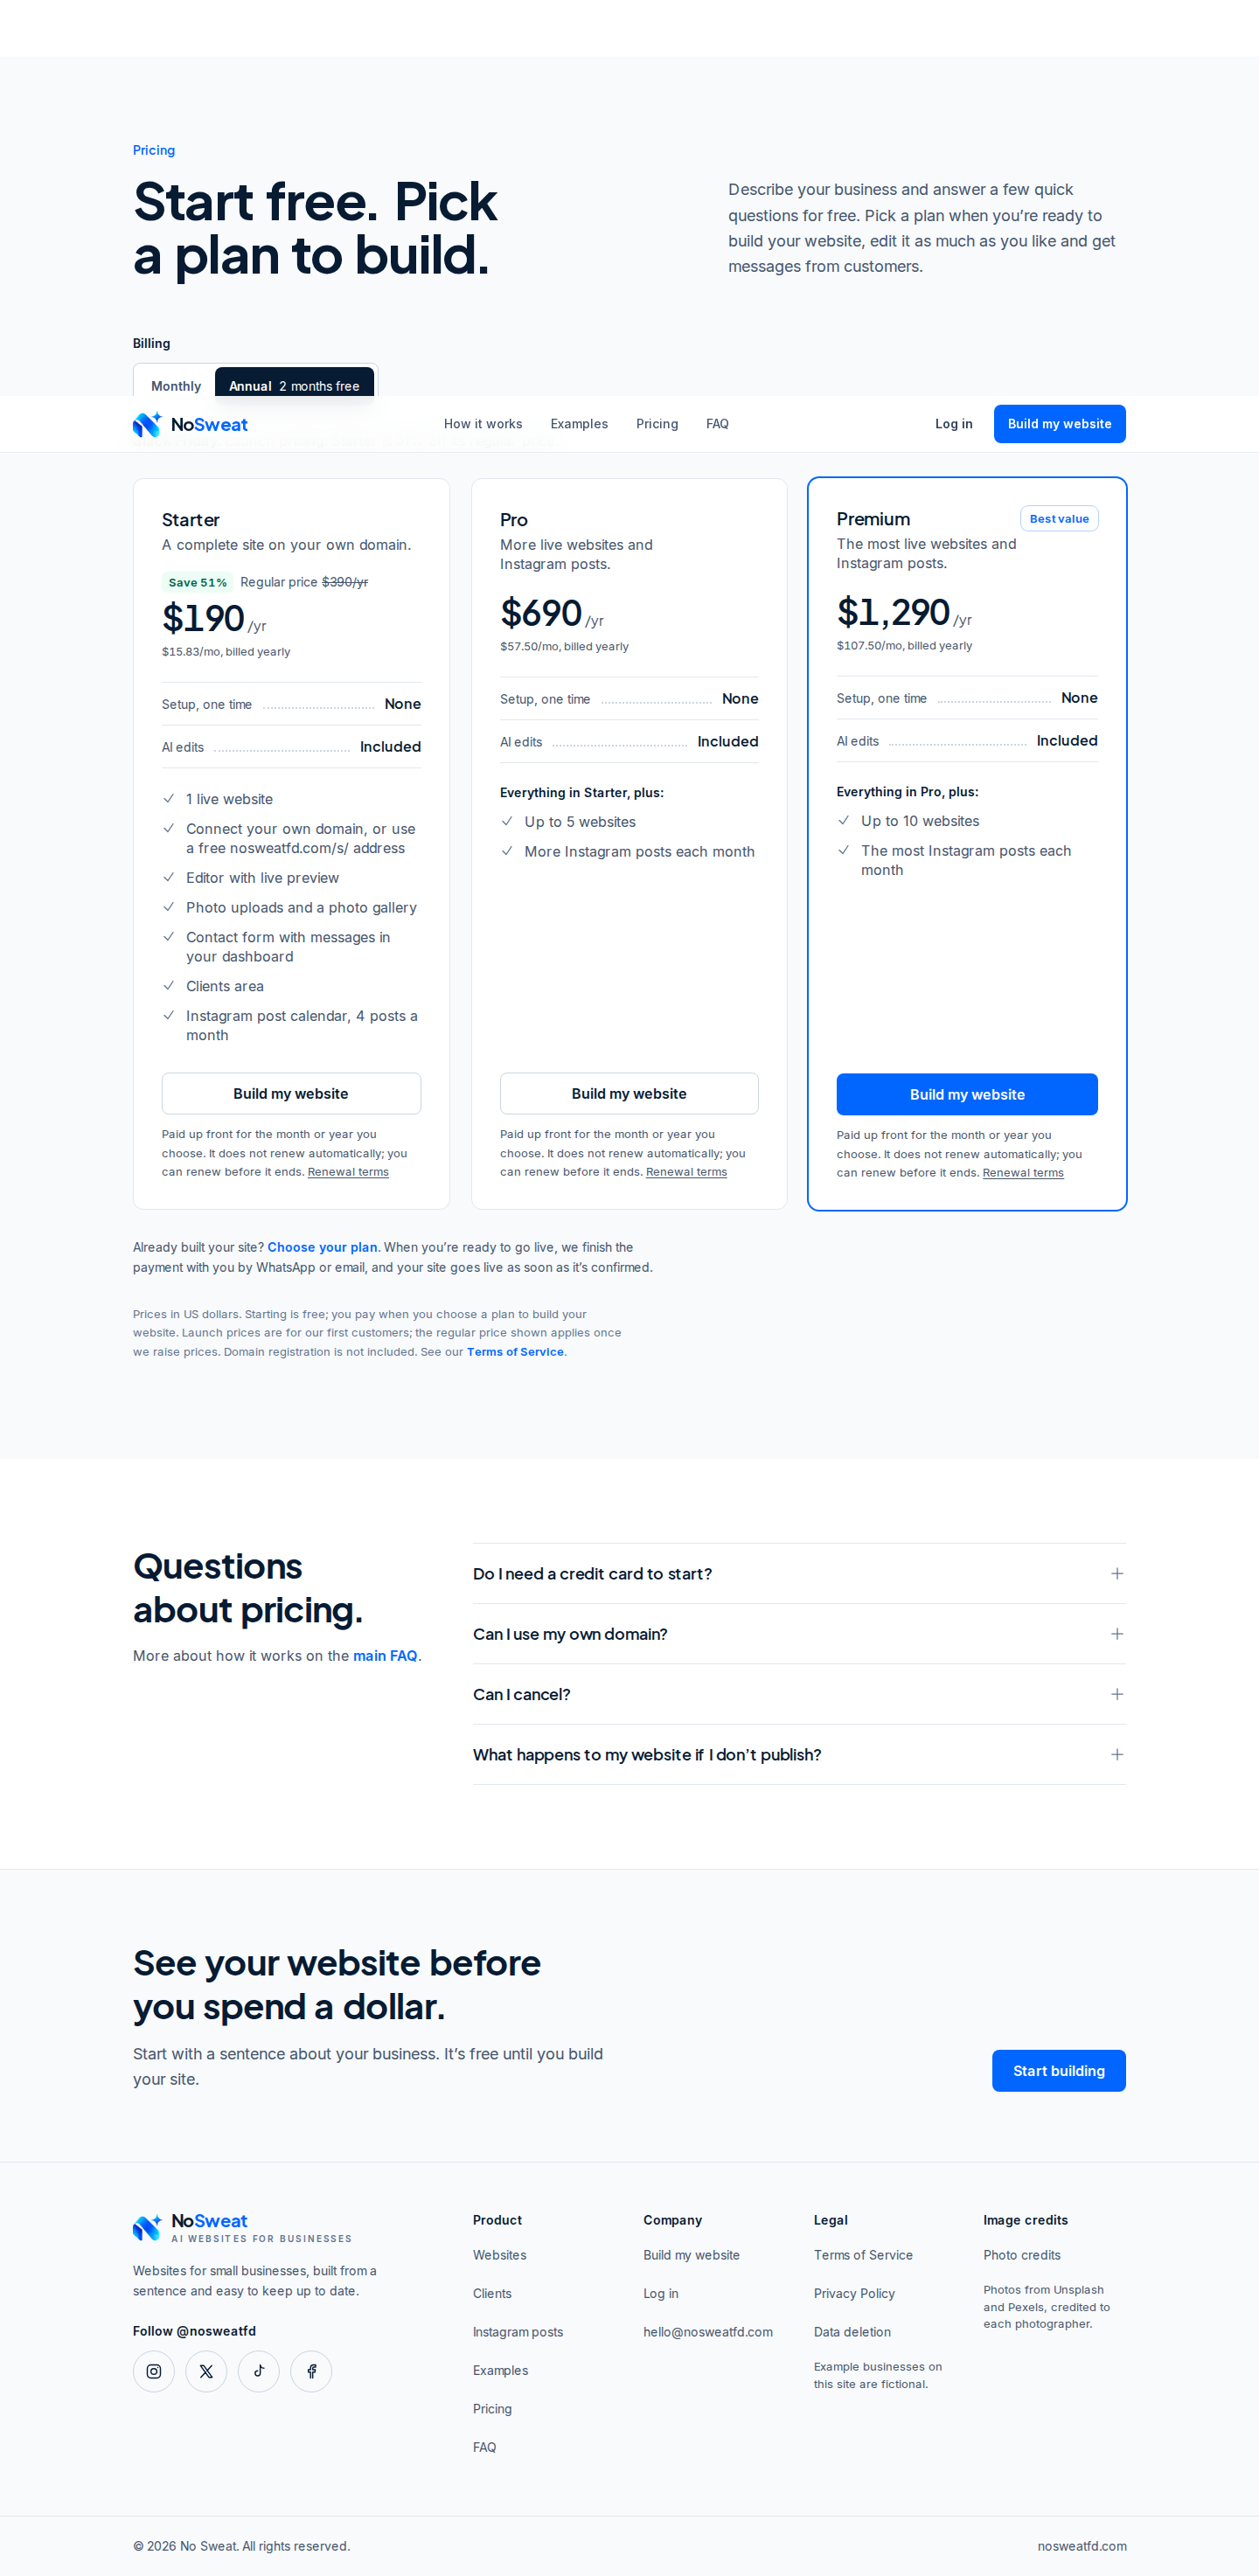 Pricing
Start free. Pick
a plan to build.
Describe your business and answer a few quick
questions for free. Pick a plan when you’re ready to
build your website, edit it as much as you like and get
messages from customers.
Billing
Monthly
Annual 2 months free
NoSweat
How it works
Examples
Pricing
FAQ
Log in
Build my website
Starter
A complete site on your own domain.
Save 51% Regular price $390/yr
$190 /yr
$15.83/mo, billed yearly
Setup, one time None
AI edits Included
1 live website
Connect your own domain, or use
a free nosweatfd.com/s/ address
Editor with live preview
Photo uploads and a photo gallery
Contact form with messages in
your dashboard
Clients area
Instagram post calendar, 4 posts a
month
Build my website
Paid up front for the month or year you
choose. It does not renew automatically; you
can renew before it ends. Renewal terms
Pro
More live websites and
Instagram posts.
$690 /yr
$57.50/mo, billed yearly
Setup, one time None
AI edits Included
Everything in Starter, plus:
Up to 5 websites
More Instagram posts each month
Build my website
Paid up front for the month or year you
choose. It does not renew automatically; you
can renew before it ends. Renewal terms
Premium
Best value
The most live websites and
Instagram posts.
$1,290 /yr
$107.50/mo, billed yearly
Setup, one time None
AI edits Included
Everything in Pro, plus:
Up to 10 websites
The most Instagram posts each
month
Build my website
Paid up front for the month or year you
choose. It does not renew automatically; you
can renew before it ends. Renewal terms
Already built your site? Choose your plan. When you’re ready to go live, we finish the
payment with you by WhatsApp or email, and your site goes live as soon as it’s confirmed.
Prices in US dollars. Starting is free; you pay when you choose a plan to build your
website. Launch prices are for our first customers; the regular price shown applies once
we raise prices. Domain registration is not included. See our Terms of Service.
Questions
about pricing.
More about how it works on the main FAQ.
Do I need a credit card to start?
Can I use my own domain?
Can I cancel?
What happens to my website if I don’t publish?
See your website before
you spend a dollar.
Start with a sentence about your business. It’s free until you build
your site.
Start building
NoSweat
AI WEBSITES FOR BUSINESSES
Websites for small businesses, built from a
sentence and easy to keep up to date.
Follow @nosweatfd
Product
Websites
Clients
Instagram posts
Examples
Pricing
FAQ
Company
Build my website
Log in
hello@nosweatfd.com
Legal
Terms of Service
Privacy Policy
Data deletion
Example businesses on
this site are fictional.
Image credits
Photo credits
Photos from Unsplash
and Pexels, credited to
each photographer.
© 2026 No Sweat. All rights reserved.
nosweatfd.com